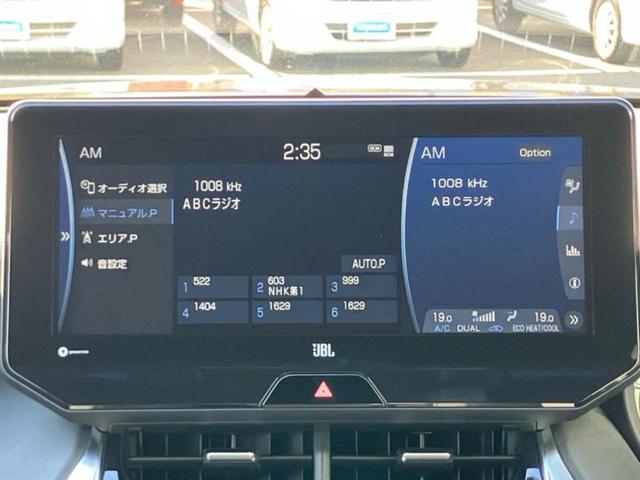 AM
2:35
DCM
AM
Option
オーディオ選択
マニュアル.P
エリア.P
音設定
1008 kHz
ABCラジオ
1008 kHz
ABCラジオ
AUTO.P
1 522
2 603 NHK第1
3 999
4 1404
5 1629
6 1629
19.0
19.0
A/C DUAL
ECO HEAT/COOL
JBL